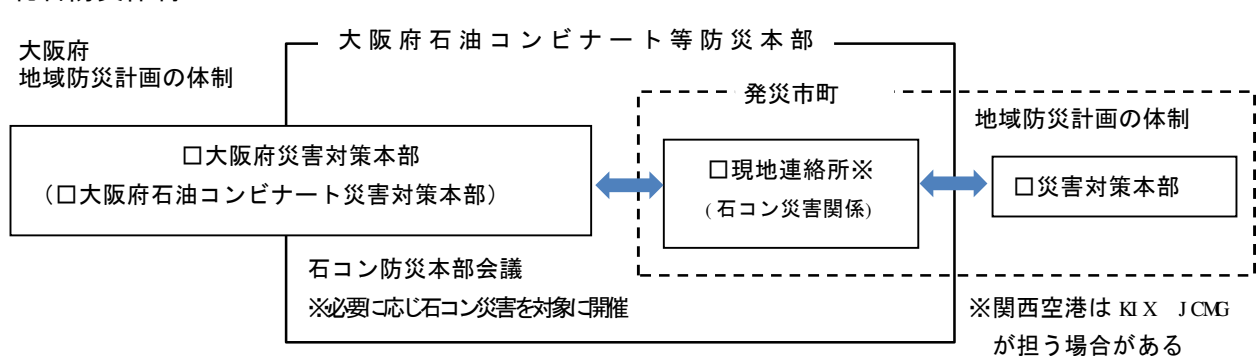 大阪府石油コンビナート等防災本部
大阪府
地域防災計画の体制
発災市町
地域防災計画の体制
□大阪府災害対策本部
（□大阪府石油コンビナート災害対策本部）
□現地連絡所※
(石コン災害関係)
□災害対策本部
石コン防災本部会議
※必要に応じ石コン災害を対象に開催
※関西空港は KIX JCMG
が担う場合がある